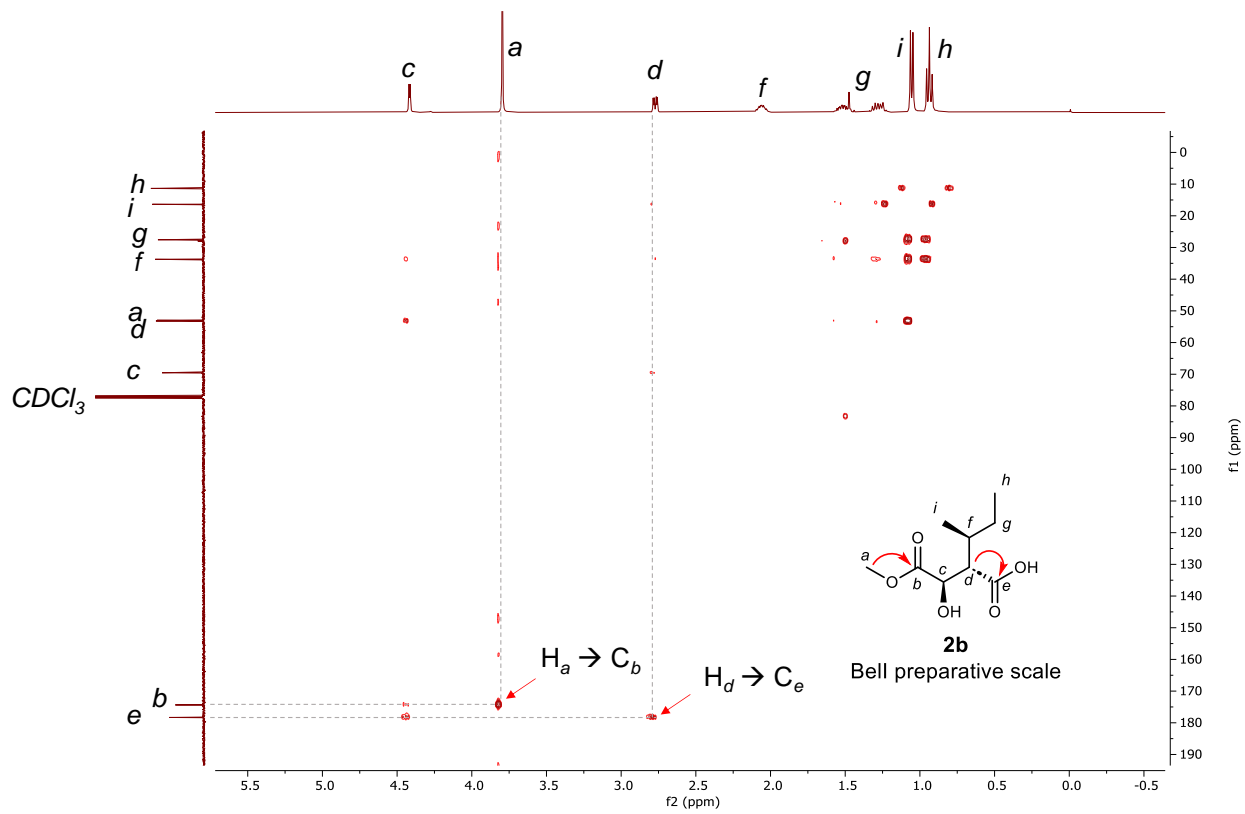 c
a
d
f
g
i
h
h
i
g
f
a
d
c
CDCl3
b
e
0
10
20
30
40
50
60
70
80
90
100
110
120
130
140
150
160
170
180
190
f1 (ppm)
5.5
5.0
4.5
4.0
3.5
3.0
2.5
2.0
1.5
1.0
0.5
0.0
-0.5
f2 (ppm)
Ha → Cb
Hd → Ce
h
i
f
g
O
a
O
b
c
d
e
OH
OH
O
2b
Bell preparative scale